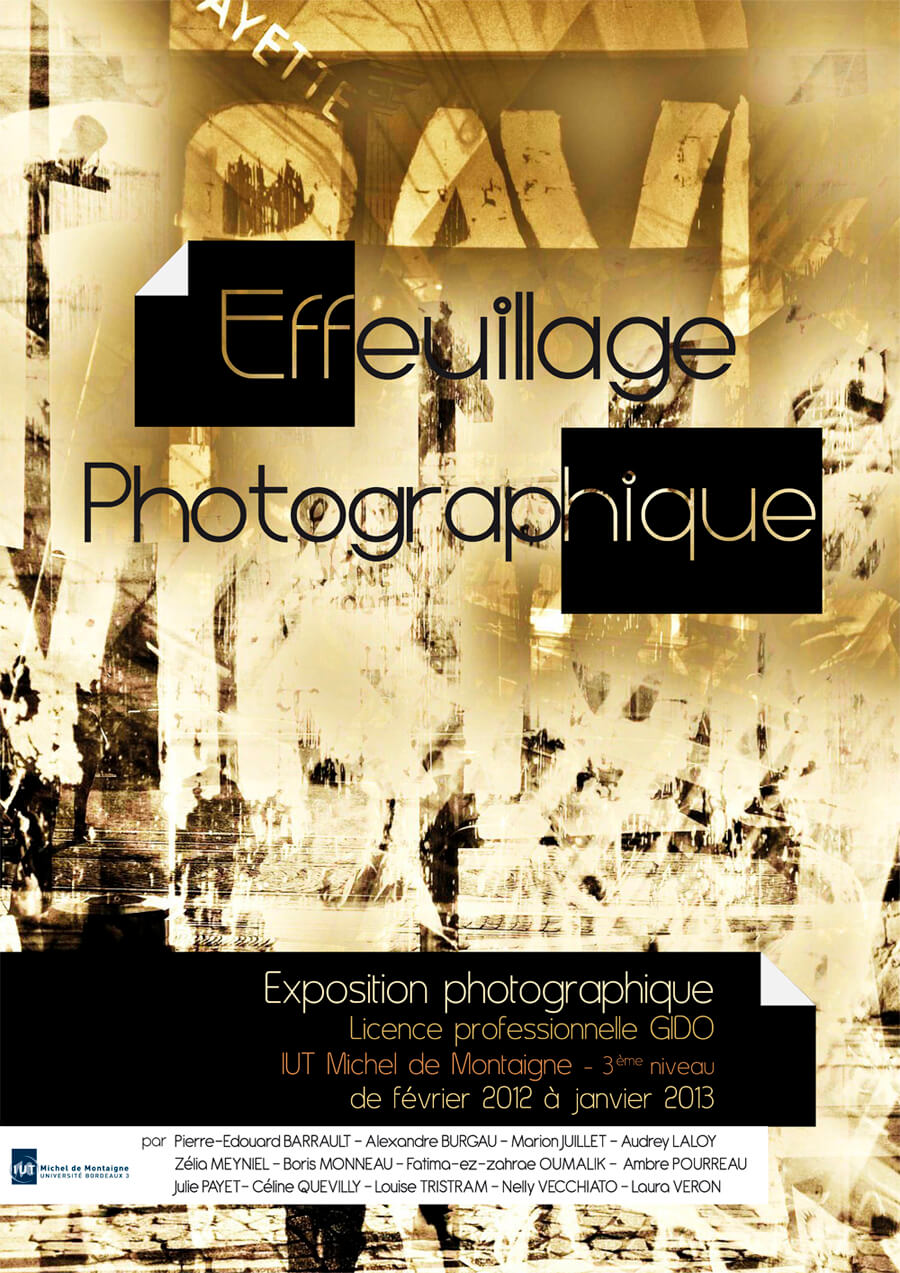 AYETTE
Effeuillage
Photographique
Exposition photographique
Licence professionnelle GIDO
IUT Michel de Montaigne - 3ème niveau
de février 2012 à janvier 2013
par Pierre-Edouard BARRAULT – Alexandre BURGAU – Marion JUILLET – Audrey LALOY
Zélia MEYNIEL – Boris MONNEAU – Fatima-ez-zahrae OUMALIK – Ambre POURREAU
Julie PAYET – Céline QUEVILLY – Louise TRISTRAM – Nelly VECCHIATO – Laura VERON
IUT Michel de Montaigne
UNIVERSITÉ BORDEAUX 3